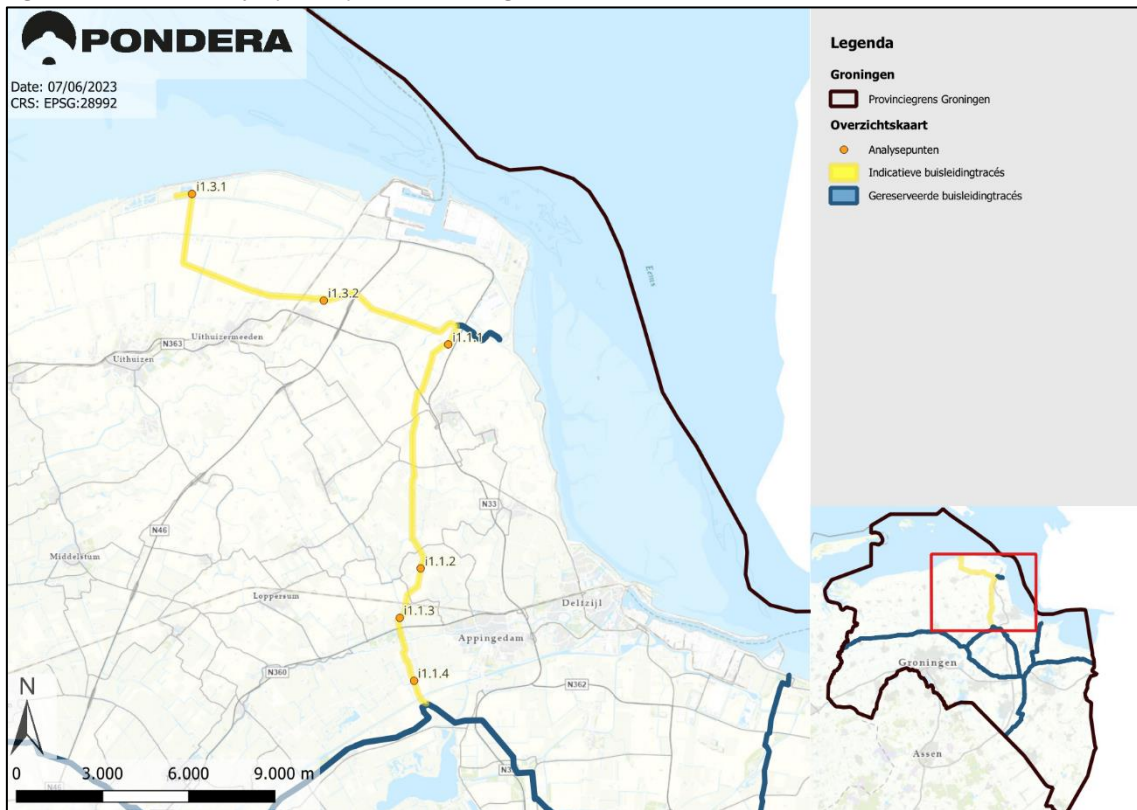 PONDERA
Date: 07/06/2023
CRS: EPSG:28992
Legenda
Groningen
Provinciegrens Groningen
Overzichtskaart
Analysepunten
Indicatieve buisleidingtracés
Gereserveerde buisleidingtracés
i1.3.1
i1.3.2
Eems
i1.1.1
Uithuizermeeden
N363
Uithuizen
N33
N46
Middelstum
i1.1.2
Loppersum
Delfzijl
i1.1.3
Appingedam
N360
i1.1.4
N362
N
0 3.000 6.000 9.000 m
N46
Groningen
Assen